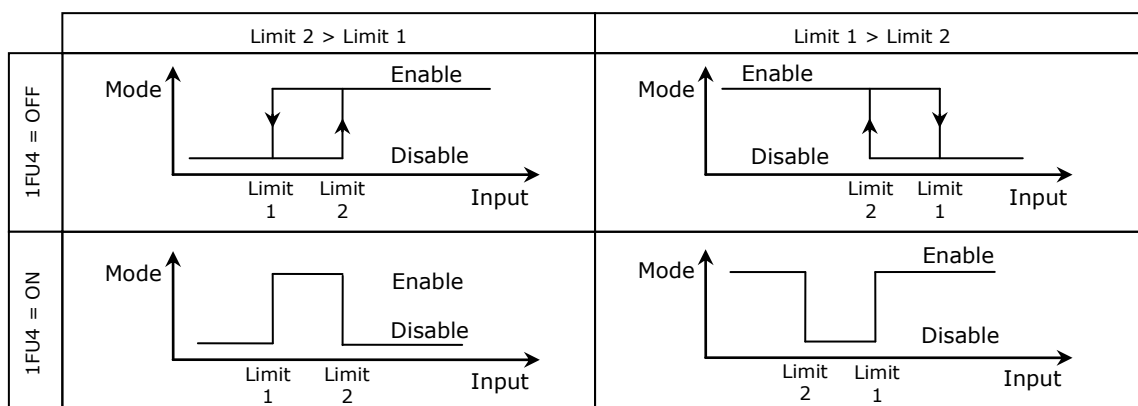 Limit 2 > Limit 1
Limit 1 > Limit 2
1FU4 = OFF
Mode
Enable
Disable
Limit
1
Limit
2
Input
Mode
Enable
Disable
Limit
2
Limit
1
Input
1FU4 = ON
Mode
Enable
Disable
Limit
1
Limit
2
Input
Mode
Enable
Disable
Limit
2
Limit
1
Input